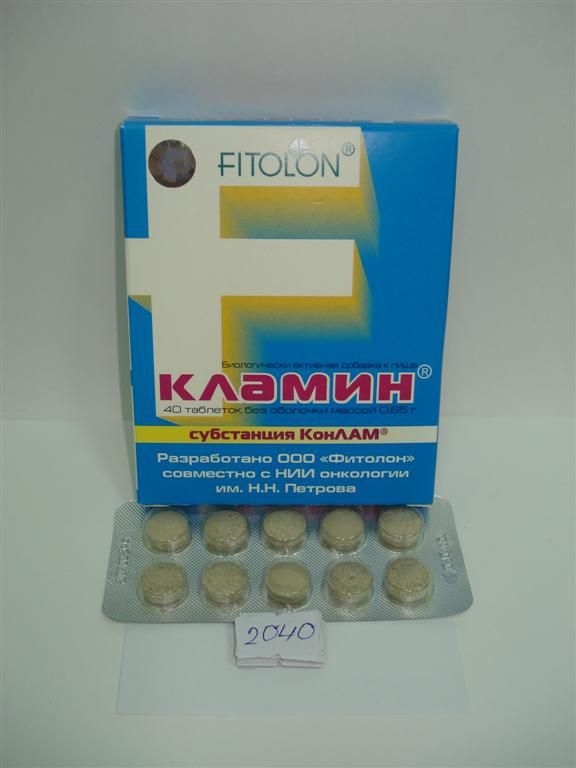 FITOLON®
Биологически активная добавка к пище
КЛАМИН®
40 таблеток без оболочки массой 0,65 г
субстанция КонЛАМ®
Разработано ООО «Фитолон»
совместно с НИИ онкологии
им. Н.Н. Петрова
2040